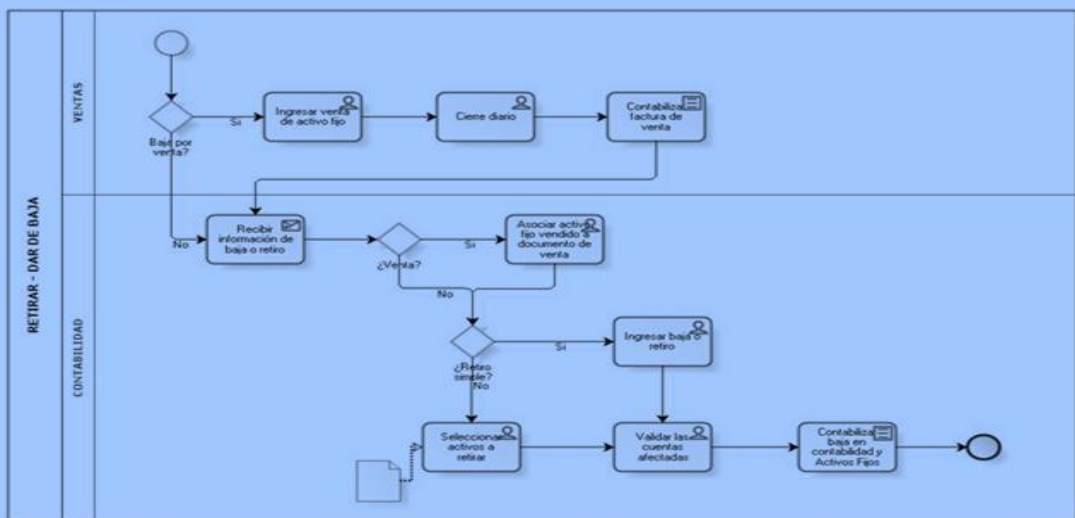 RETIRAR - DAR DE BAJA
VENTAS
Baja por
venta?
Si
Ingresar venta
de activo fijo
Cierre diario
Contabiliza
factura de
venta
CONTABILIDAD
No
Recibir
información de
baja o retiro
¿Venta?
Si
Asociar activo
fijo vendido a
documento de
venta
No
¿Retiro
simple?
Si
Ingresar baja o
retiro
No
Seleccionar
activos a
retirar
Validar las
cuentas
afectadas
Contabiliza
baja en
contabilidad y
Activos Fijos